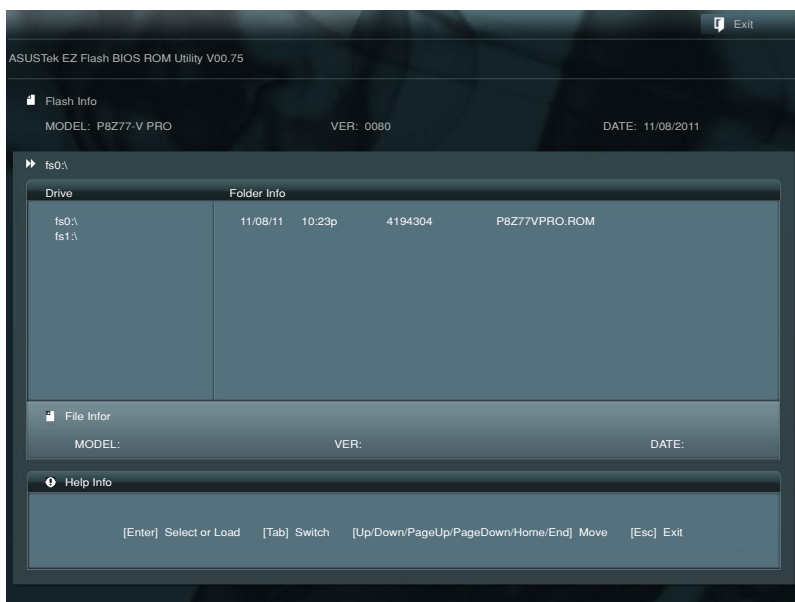 Exit
ASUSTek EZ Flash BIOS ROM Utility V00.75
Flash Info
MODEL: P8Z77-V PRO VER: 0080 DATE: 11/08/2011
fs0:\
Drive Folder Info
fs0:\ 11/08/11 10:23p 4194304 P8Z77VPRO.ROM
fs1:\
File Infor
MODEL: VER: DATE:
Help Info
[Enter] Select or Load [Tab] Switch [Up/Down/PageUp/PageDown/Home/End] Move [Esc] Exit